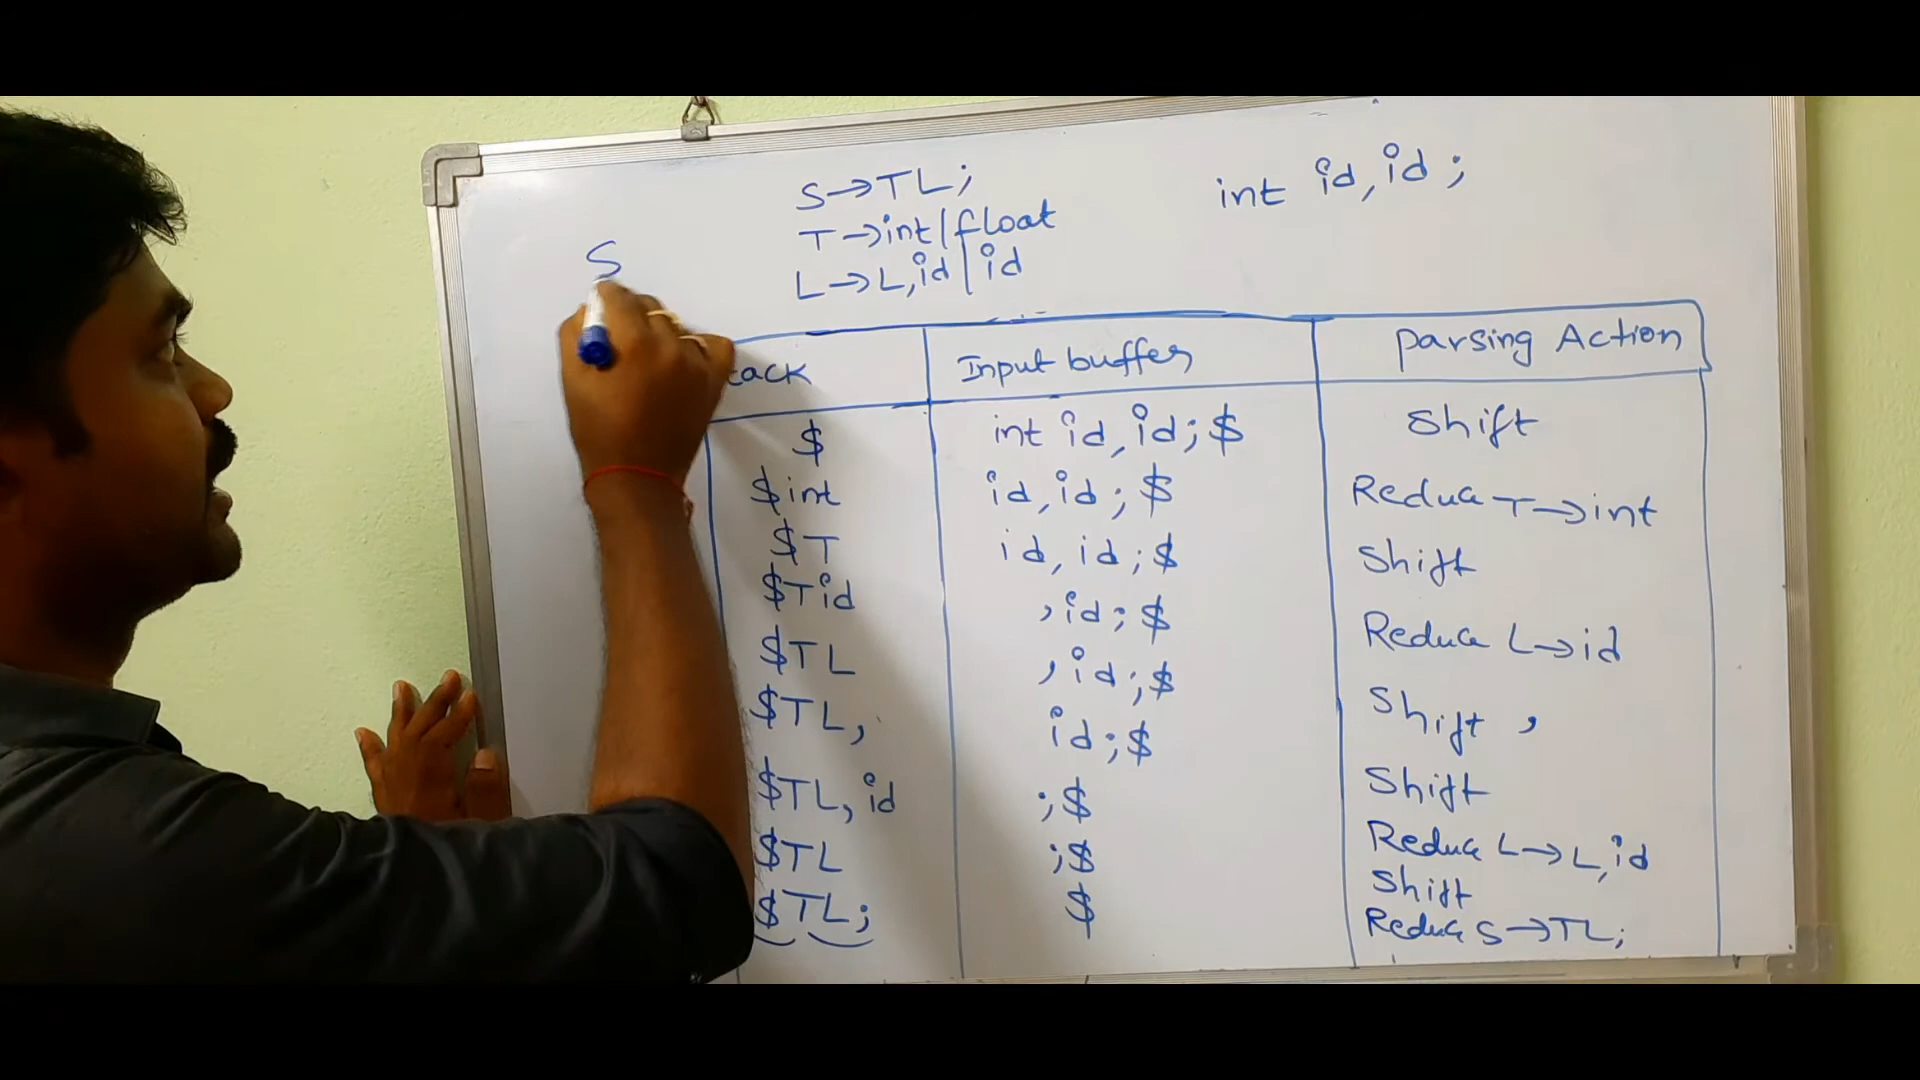 S→TL;
int id, id ;
T→int|float
L→L,id|id
S
tack
Input buffer
Parsing Action
$
int id, id; $
Shift
$ int
id, id ; $
Reduce T→int
$ T
id, id ; $
Shift
$ T id
, id ; $
Reduce L→id
$ TL
, id ; $
Shift ,
$ TL,
id ; $
Shift
$ TL, id
; $
Reduce L→L,id
$ TL
; $
Shift
$ TL;
$
Reduce S→TL;